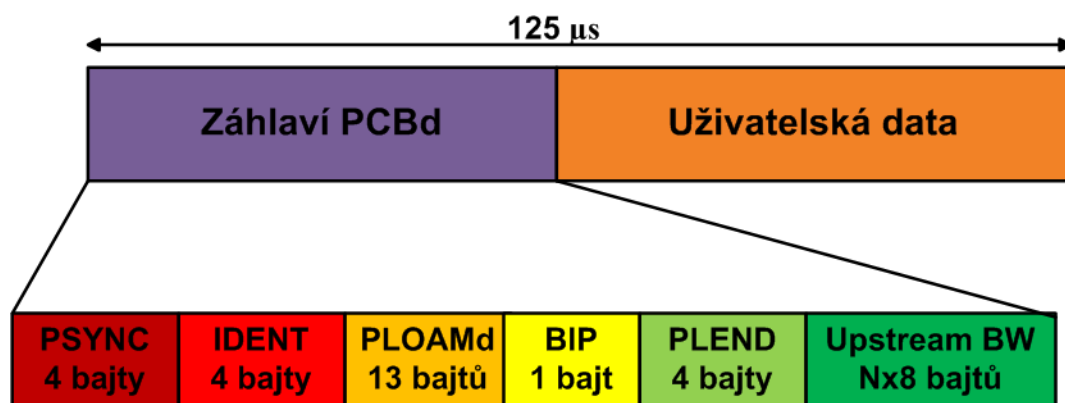 125 µs
Záhlaví PCBd
Uživatelská data
PSYNC
4 bajty
IDENT
4 bajty
PLOAMd
13 bajtů
BIP
1 bajt
PLEND
4 bajty
Upstream BW
Nx8 bajtů